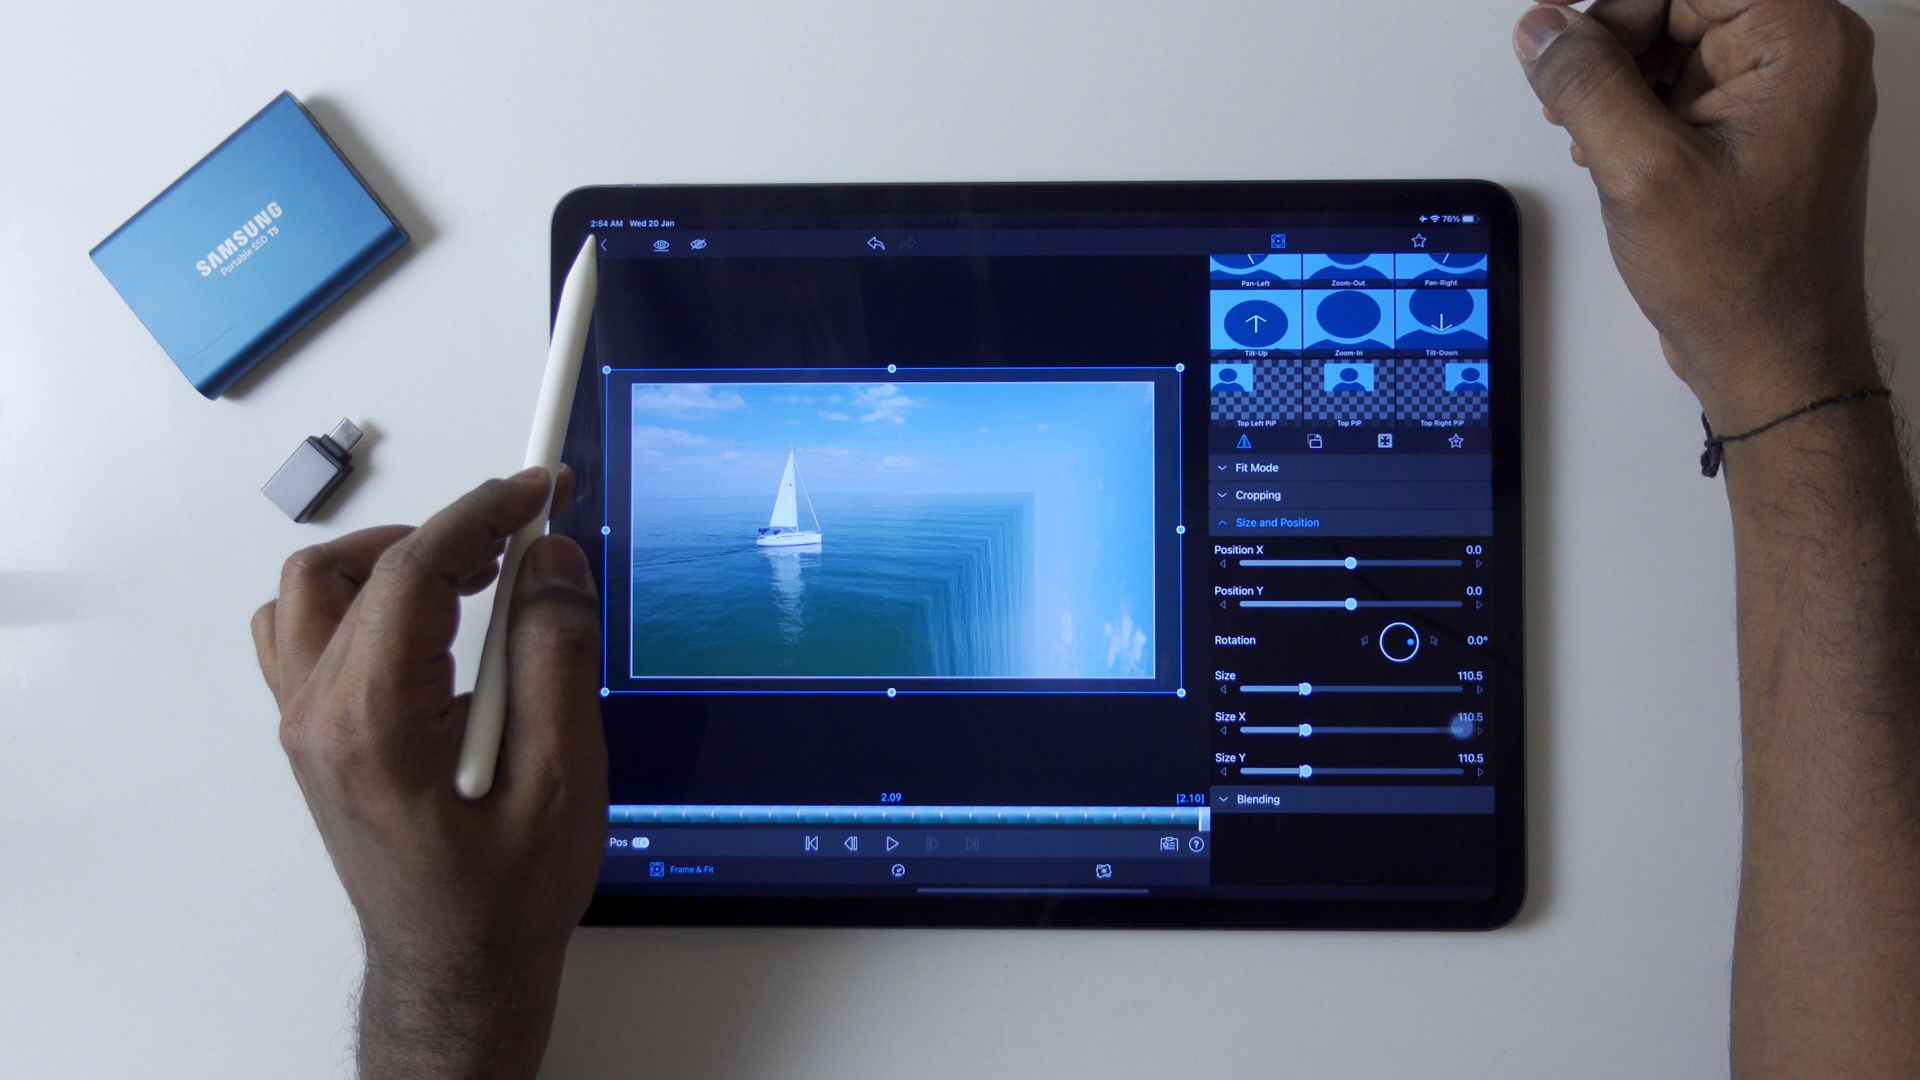 SAMSUNG
Portable SSD T5
2:54 AM Wed 20 Jan
76%
Pan-Left Zoom-Out Pan-Right
Tilt-Up Zoom-In Tilt-Down
Top Left PiP Top PiP Top Right PiP
Fit Mode
Cropping
Size and Position
Position X 0.0
Position Y 0.0
Rotation 0.0°
Size 110.5
Size X 110.5
Size Y 110.5
Blending
2.09 [2.10]
Pos
Frame & Fit